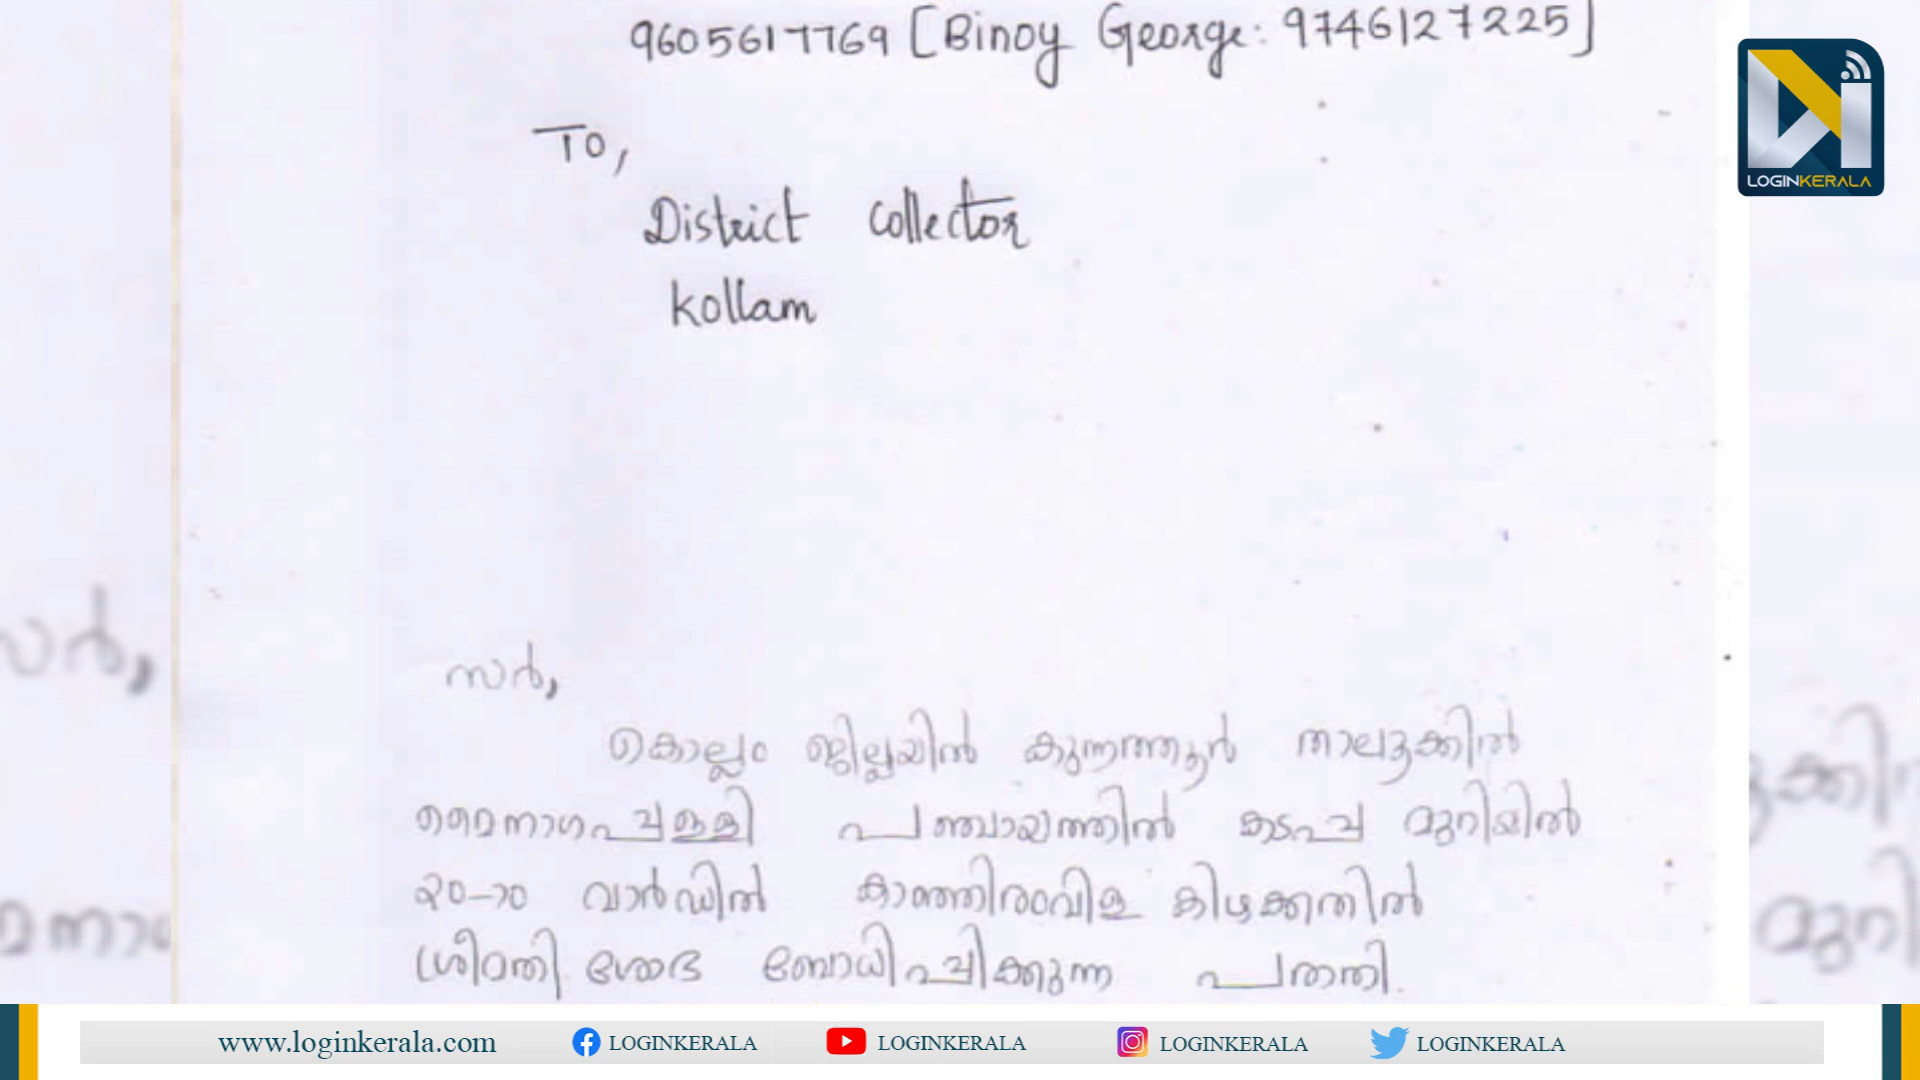 9605617769 [Binoy George: 9746127225]
To,
District collector
kollam
LOGINKERALA
സർ,
കൊല്ലം ജില്ലയിൽ കുന്നത്തൂർ താലൂക്കിൽ
മൈനാഗപ്പള്ളി പഞ്ചായത്തിൽ കടപ്പ മുറിയിൽ
20-ാo വാർഡിൽ കാഞ്ഞിരംവിള കിഴക്കതിൽ
ശ്രീമതി ശോഭ ബോധിപ്പിക്കുന്ന പരാതി.
www.loginkerala.com LOGINKERALA LOGINKERALA LOGINKERALA LOGINKERALA